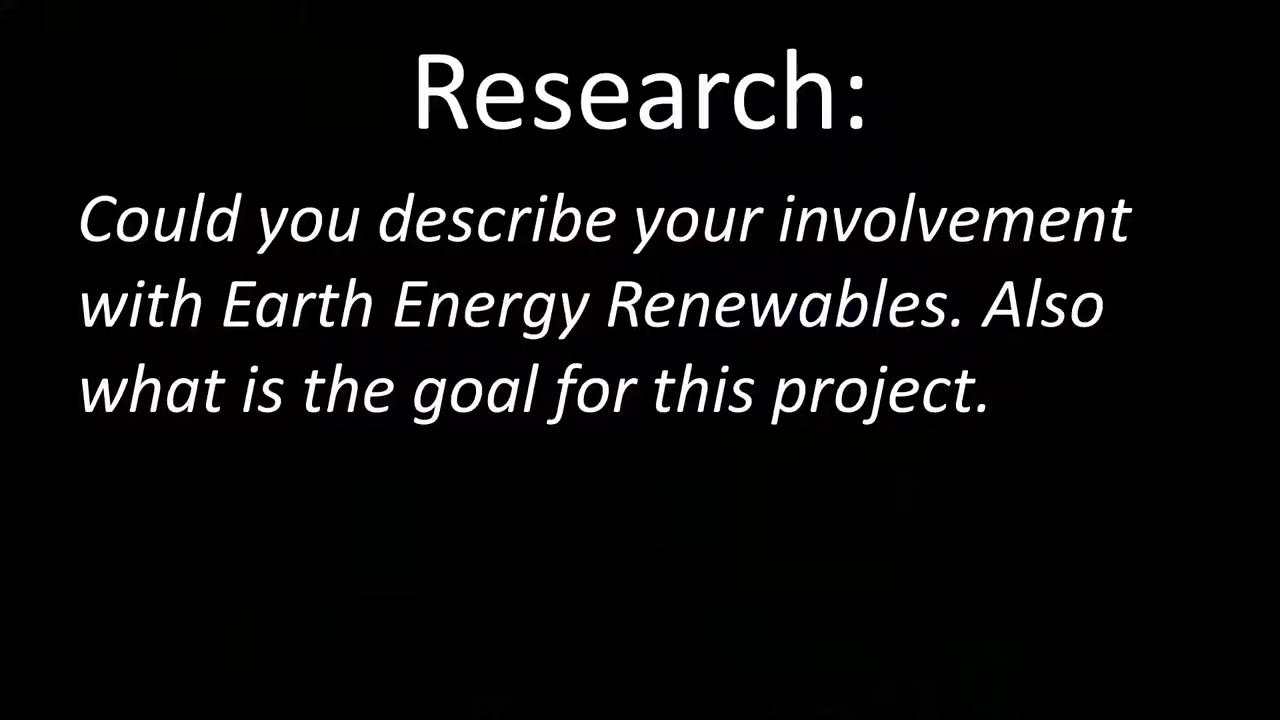 Research:
Could you describe your involvement
with Earth Energy Renewables. Also
what is the goal for this project.